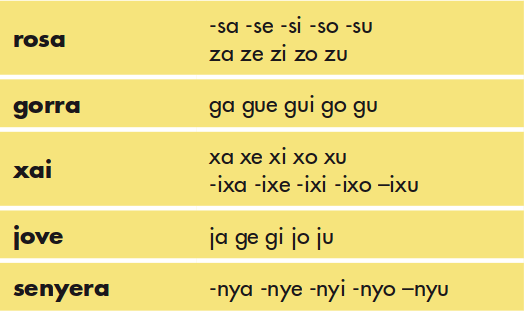 rosa
-sa -se -si -so -su
za ze zi zo zu
gorra
ga gue gui go gu
xai
xa xe xi xo xu
-ixa -ixe -ixi -ixo –ixu
jove
ja ge gi jo ju
senyera
-nya -nye -nyi -nyo –nyu